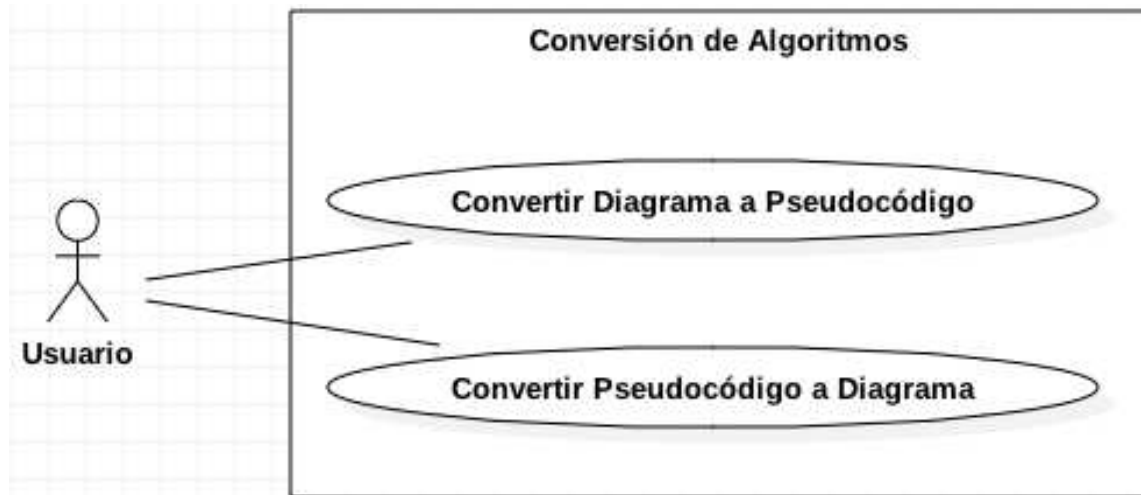 Conversión de Algoritmos
Convertir Diagrama a Pseudocódigo
Usuario
Convertir Pseudocódigo a Diagrama